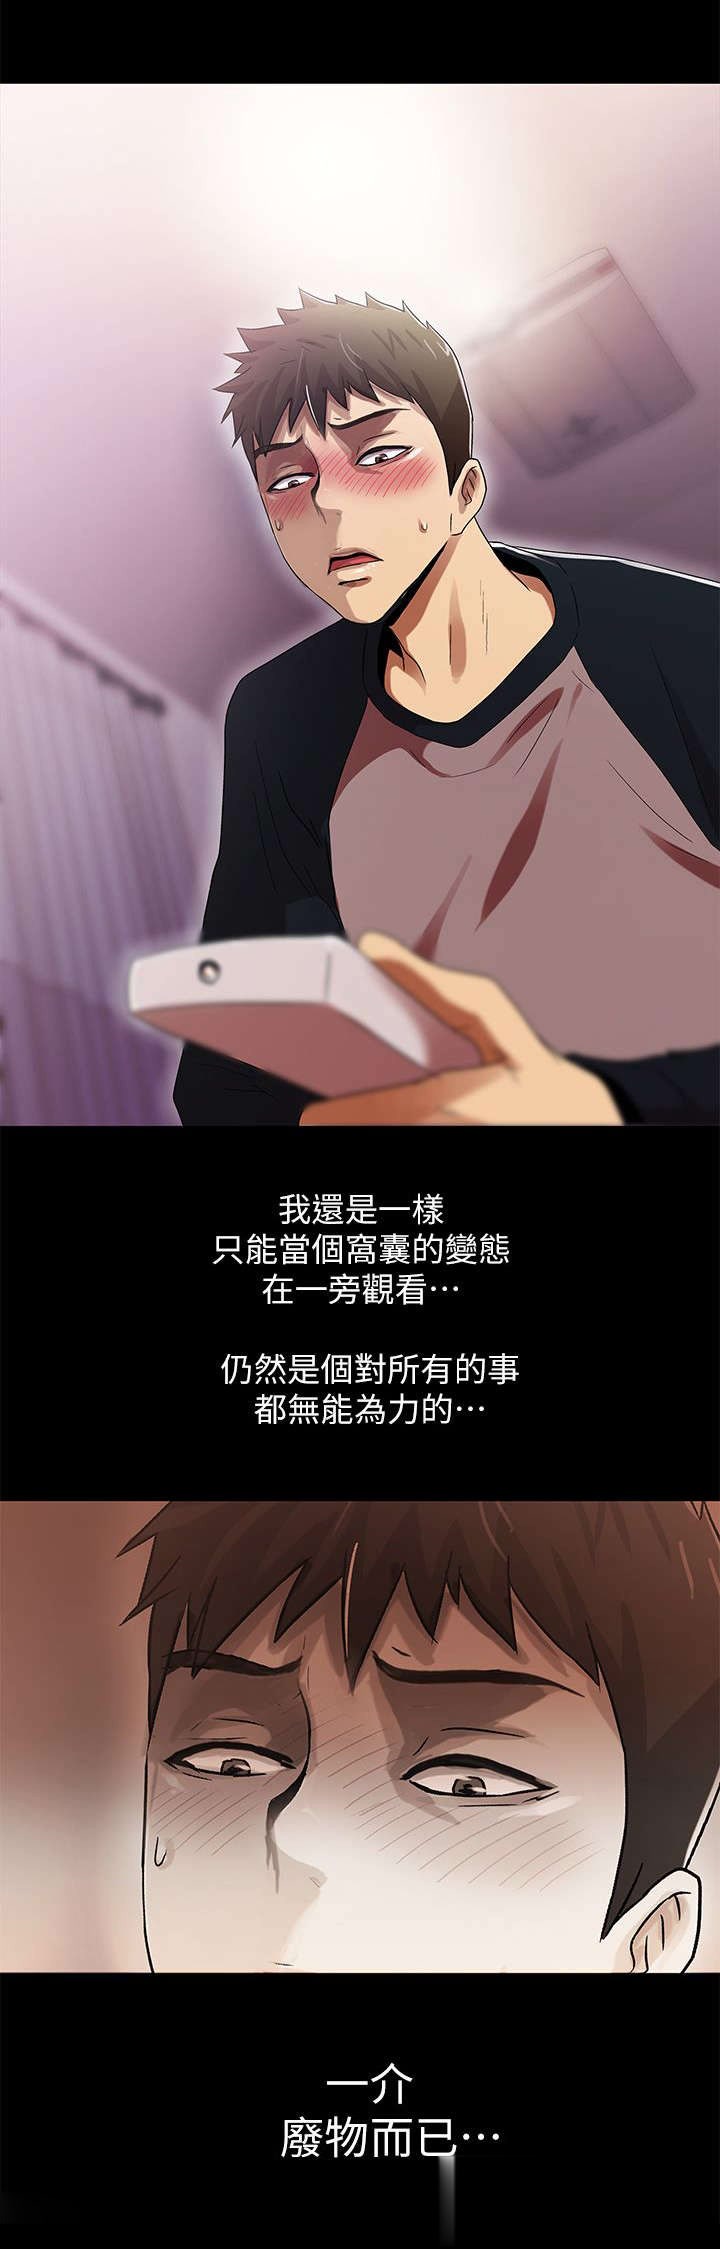 我還是一樣
只能當個窩囊的變態
在一旁觀看⋯
仍然是個對所有的事
都無能為力的⋯
一介
廢物而已⋯